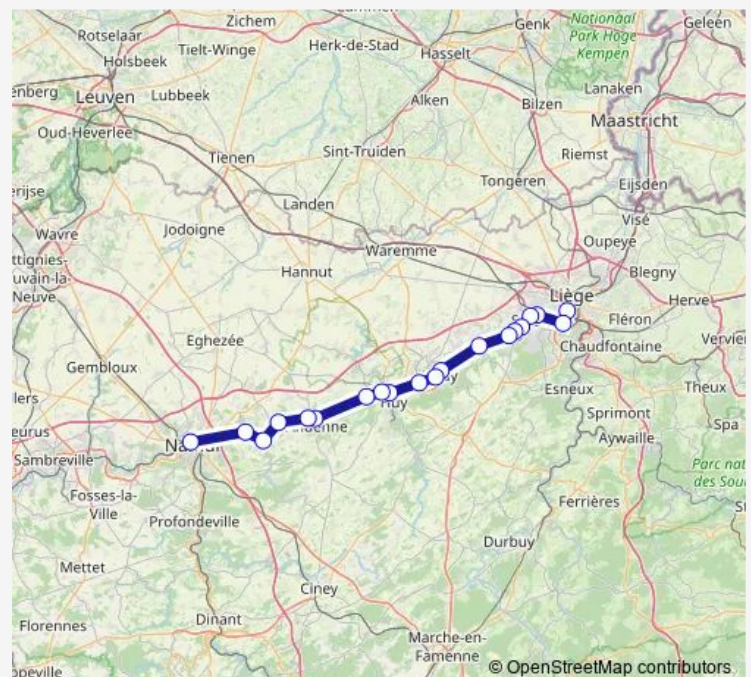 Rotselaar
Zichem
Nationaal
Park Hoge
Kempen
Geleen
Holsbeek
Tielt-Winge
Herk-de-Stad
Genk
Hasselt
Leuven
Lubbeek
Alken
Bilzen
Lanaken
Oud-Heverlee
Maastricht
Tienen
Sint-Truiden
Riemst
Tongeren
Eijsden
Landen
Visé
Wavre
Jodoigne
Waremme
Oupeye
Hannut
Blegny
Neuve
Liège
Herve
Fléron
Eghezée
Chaudfontaine
Gembloux
Esneux
Theux
Huy
Sprimont
Spa
Aywaille
Sambreville
Fosses-la-
Ville
Ferrières
Profondeville
Durbuy
Mettet
Ciney
Dinant
Florennes
Marche-en-
Famenne
© OpenStreetMap contributors